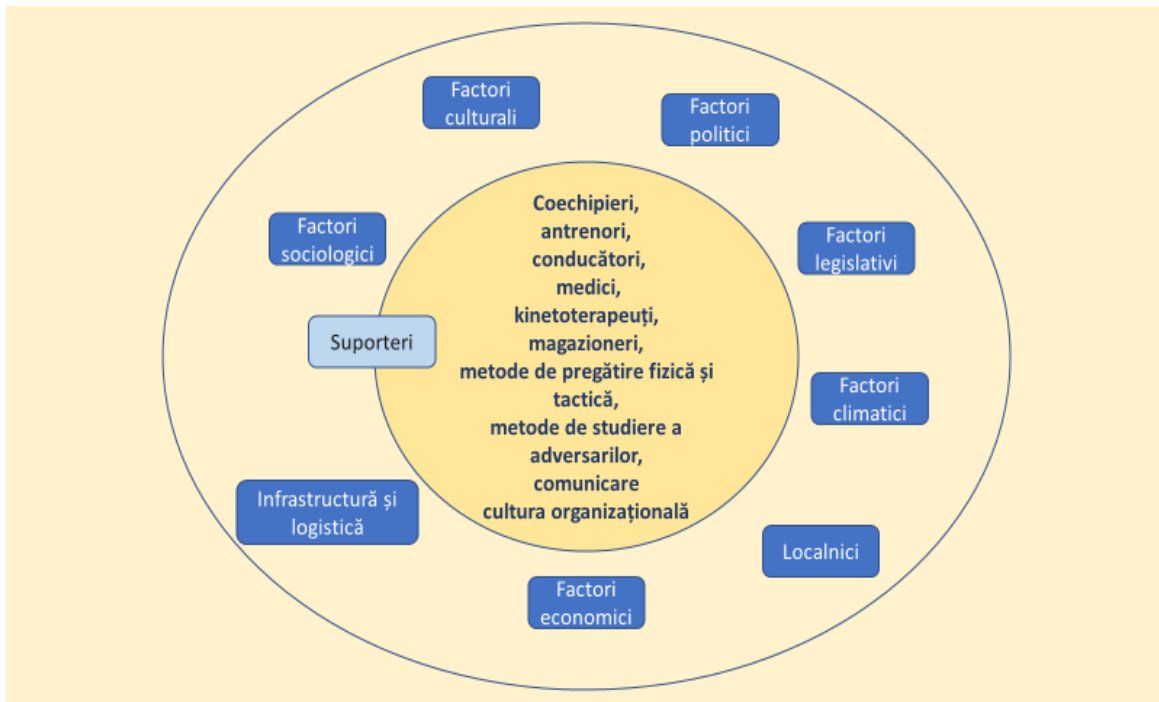 Factori
culturali
Factori
politici
Factori
sociologici
Factori
legislativi
Suporteri
Coechipieri,
antrenori,
conducători,
medici,
kinetoterapeuți,
magazioneri,
metode de pregătire fizică și
tactică,
metode de studiere a
adversarilor,
comunicare
cultura organizațională
Factori
climatici
Infrastructură și
logistică
Localnici
Factori
economici